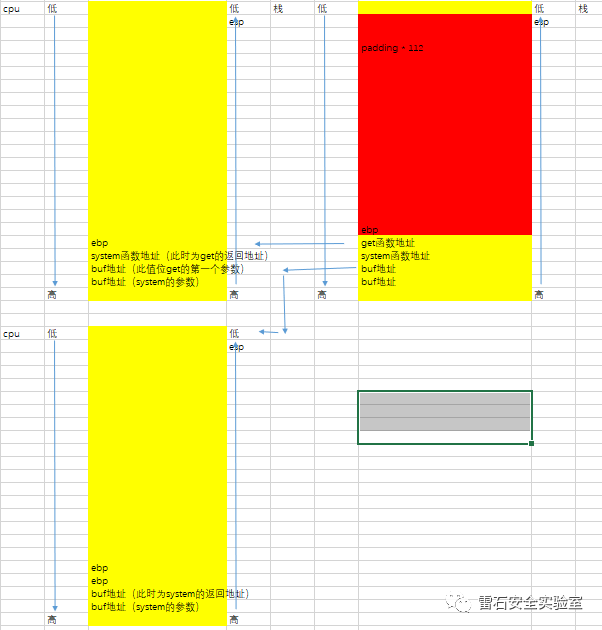 cpu 低 低 栈 低 低 栈
esp esp
padding = 112
ebp
ebp get函数地址
system函数地址（此时为get的返回地址） system函数地址
buf地址（此值位get的第一个参数） buf地址
buf地址（system的参数） buf地址
高 高 高 高
cpu 低 低
esp
ebp
ebp
buf地址（此时为system的返回地址）
buf地址（system的参数）
高 高
雷石安全实验室